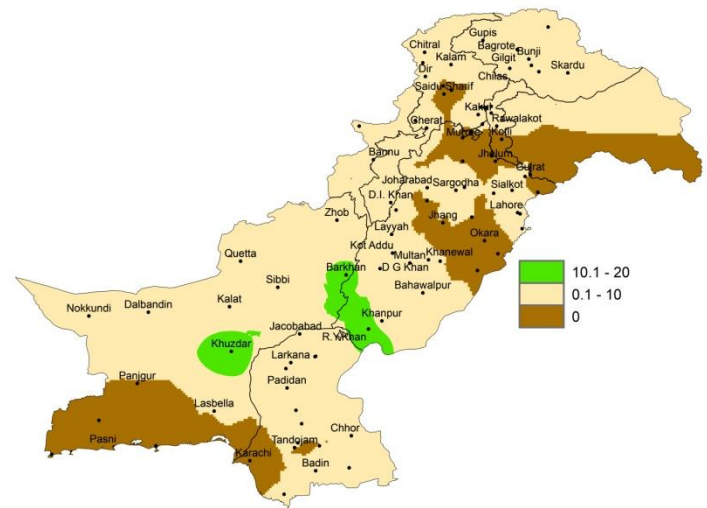 Gupis
Chitral
Bagrote Bunji
Kalam
Gilgit
Skardu
Dir
Chilas
Saidu Sharif
Kakul
Rawalakot
Cherat
Kotli
Bannu
Jhelum
Gujrat
Joharabad
Sargodha
Sialkot
D.I. Khan
Lahore
Zhob
Jhang
Layyah
Okara
Kot Addu
Khanewal
Quetta
Multan
Barkhan
D G Khan
Sibbi
Bahawalpur
10.1 - 20
0.1 - 10
0
Nokkundi
Dalbandin
Kalat
Khanpur
Jacobabad
R.Y.Khan
Khuzdar
Larkana
Panjgur
Padidan
Lasbella
Pasni
Tandojam
Chhor
Karachi
Badin